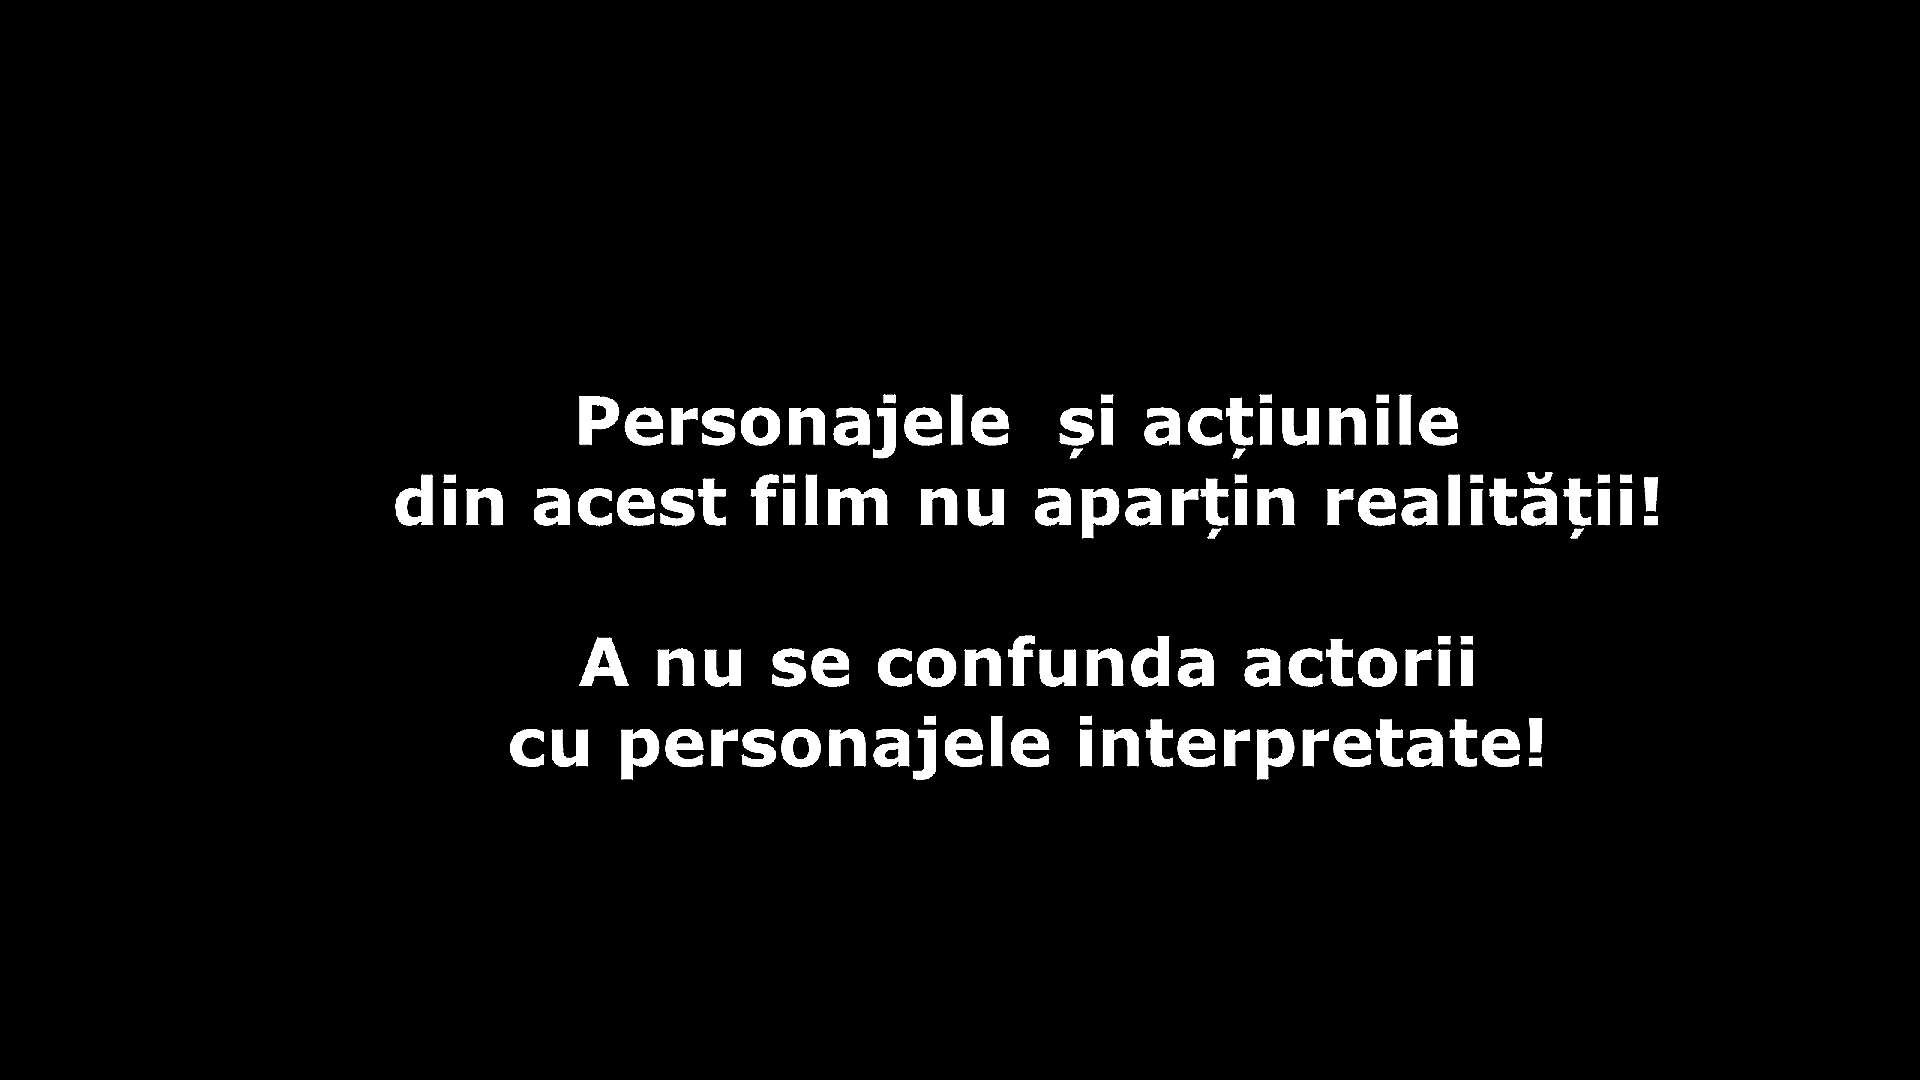 Personajele  și acțiunile
din acest film nu aparțin realității!
A nu se confunda actorii
cu personajele interpretate!